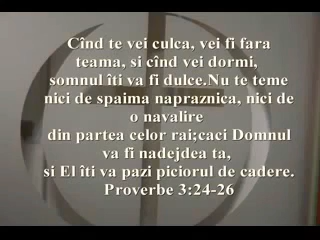 Cînd te vei culca, vei fi fara
teama, si cînd vei dormi,
somnul îti va fi dulce.Nu te teme
nici de spaima napraznica, nici de
o navalire
din partea celor rai;caci Domnul
va fi nadejdea ta,
si El îti va pazi piciorul de cadere.
Proverbe 3:24-26